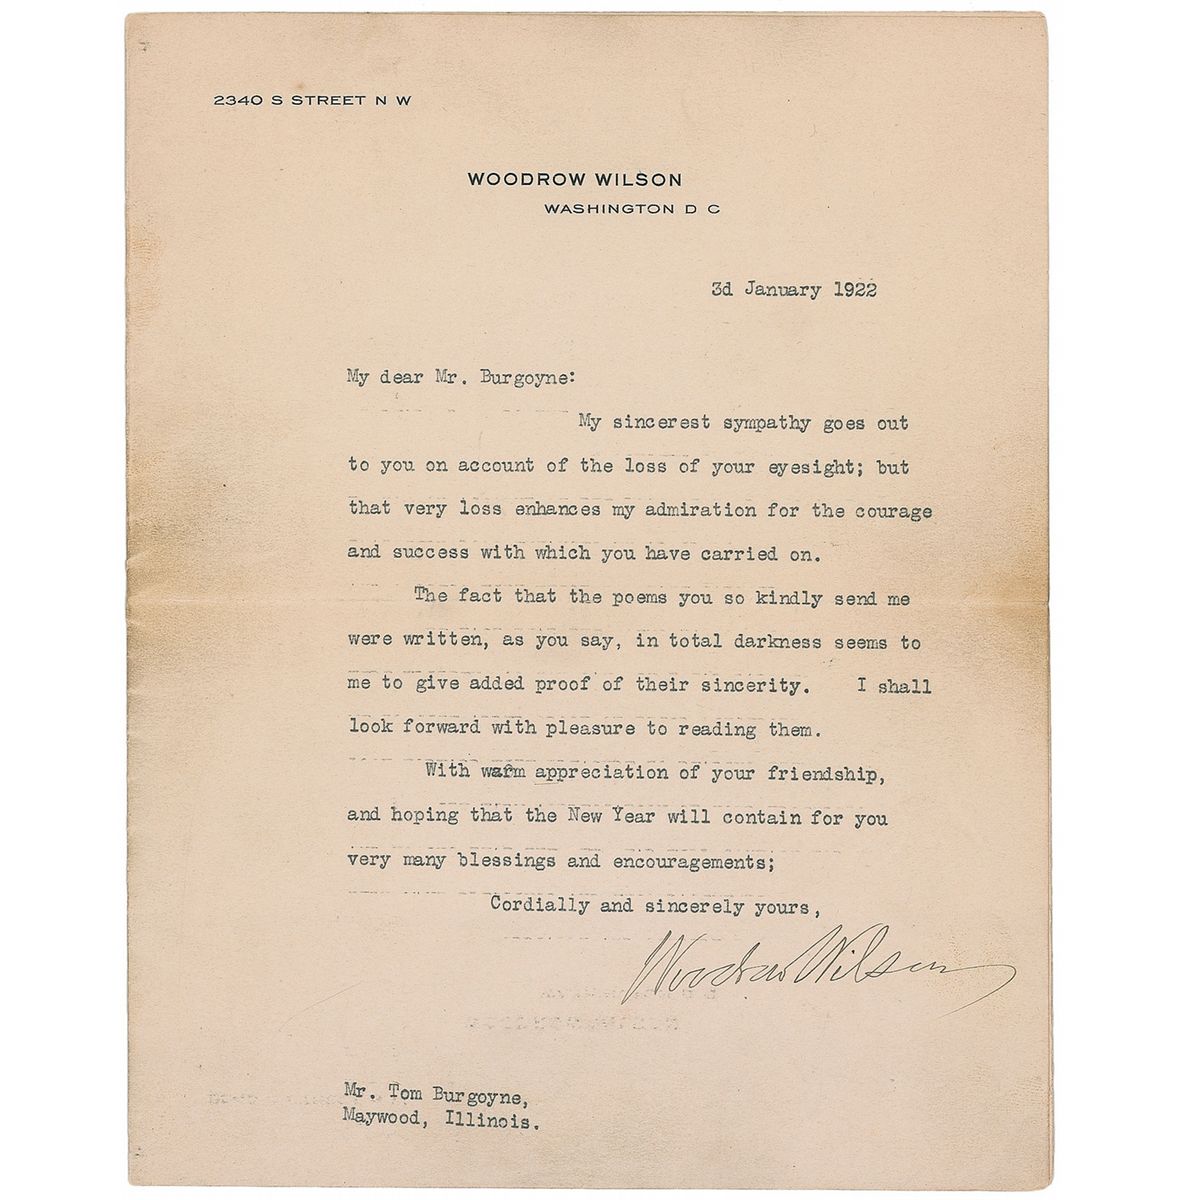 2340 S STREET N W
WOODROW WILSON
WASHINGTON D C
3d January 1922
My dear Mr. Burgoyne:
My sincerest sympathy goes out
to you on account of the loss of your eyesight; but
that very loss enhances my admiration for the courage
and success with which you have carried on.
The fact that the poems you so kindly send me
were written, as you say, in total darkness seems to
me to give added proof of their sincerity. I shall
look forward with pleasure to reading them.
With warm appreciation of your friendship,
and hoping that the New Year will contain for you
very many blessings and encouragements;
Cordially and sincerely yours,
Woodrow Wilson
Mr. Tom Burgoyne,
Maywood, Illinois.